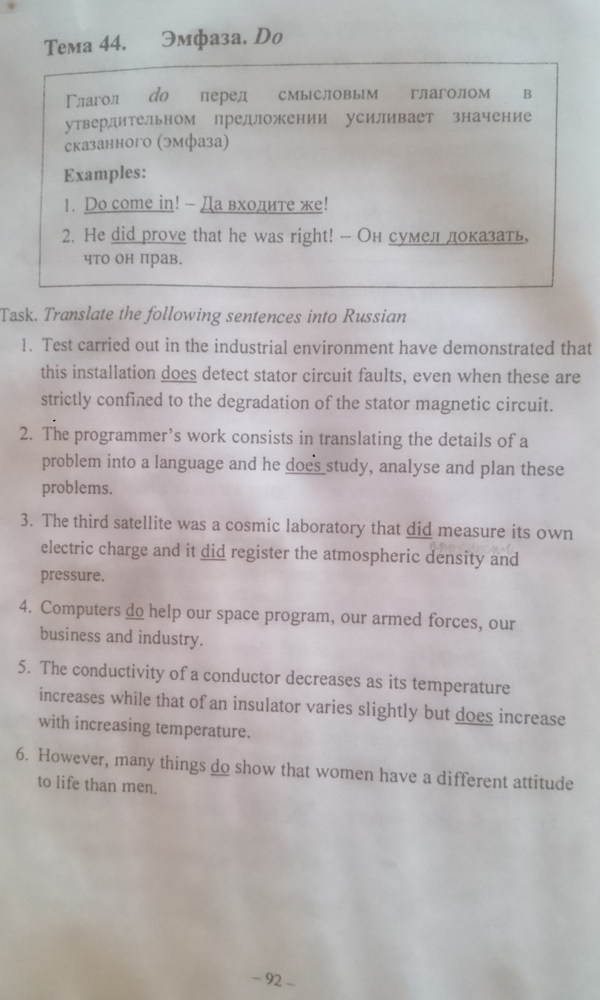 Тема 44. Эмфаза. Do
Глагол do перед смысловым глаголом в
утвердительном предложении усиливает значение
сказанного (эмфаза)
Examples:
1. Do come in! – Да входите же!
2. He did prove that he was right! – Он сумел доказать,
что он прав.
Task. Translate the following sentences into Russian
1. Test carried out in the industrial environment have demonstrated that
this installation does detect stator circuit faults, even when these are
strictly confined to the degradation of the stator magnetic circuit.
2. The programmer's work consists in translating the details of a
problem into a language and he does study, analyse and plan these
problems.
3. The third satellite was a cosmic laboratory that did measure its own
electric charge and it did register the atmospheric density and
pressure.
4. Computers do help our space program, our armed forces, our
business and industry.
5. The conductivity of a conductor decreases as its temperature
increases while that of an insulator varies slightly but does increase
with increasing temperature.
6. However, many things do show that women have a different attitude
to life than men.
– 92 –